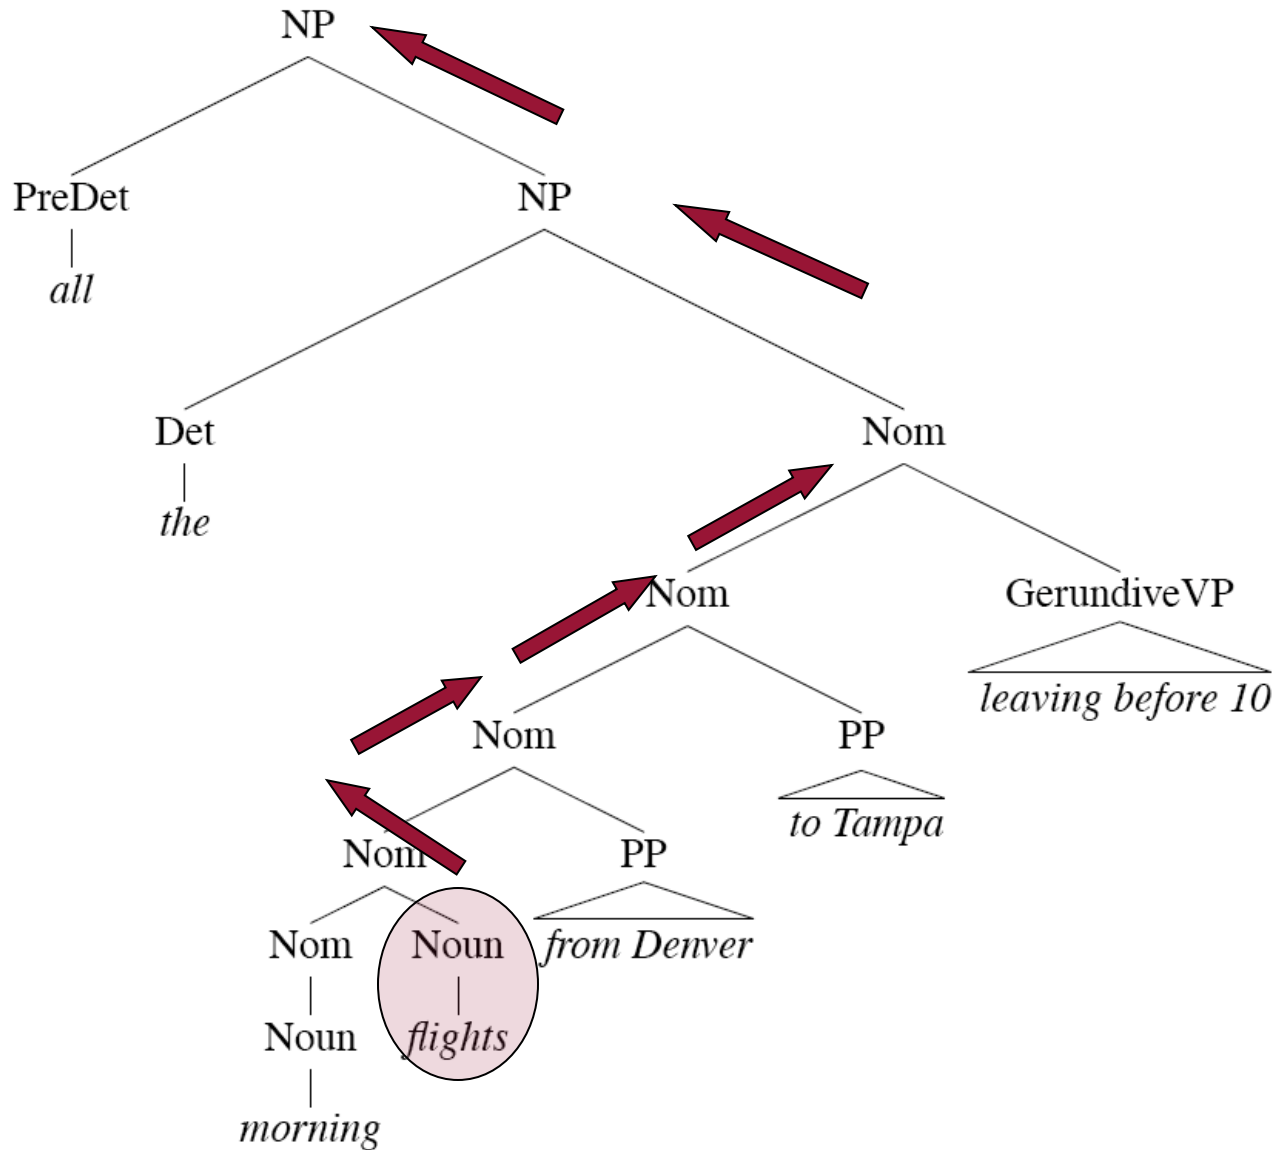 NP
PreDet NP
all
Det Nom
the
Nom GerundiveVP
leaving before 10
Nom PP
to Tampa
Nom PP
Nom Noun from Denver
Noun flights
morning